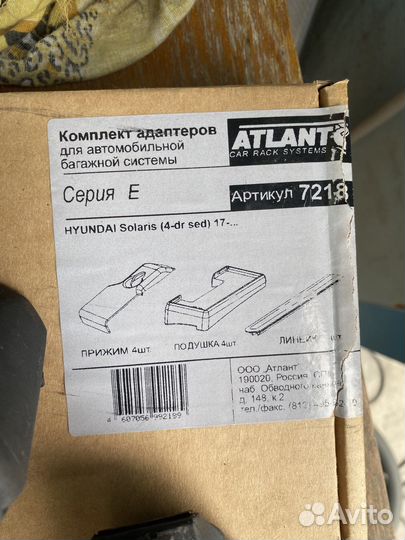 Комплект адаптеров
для автомобильной
багажной системы
ATLANT
CAR RACK SYSTEMS
Серия E
Артикул 7218
HYUNDAI Solaris (4-dr sed) 17-...
ПРИЖИМ 4шт.
ПОДУШКА 4шт.
ООО „Атлант"
190020, Россия,
наб. Обводного
д. 148, к.2
тел./факс. (812)
4 607056 992199
Avito